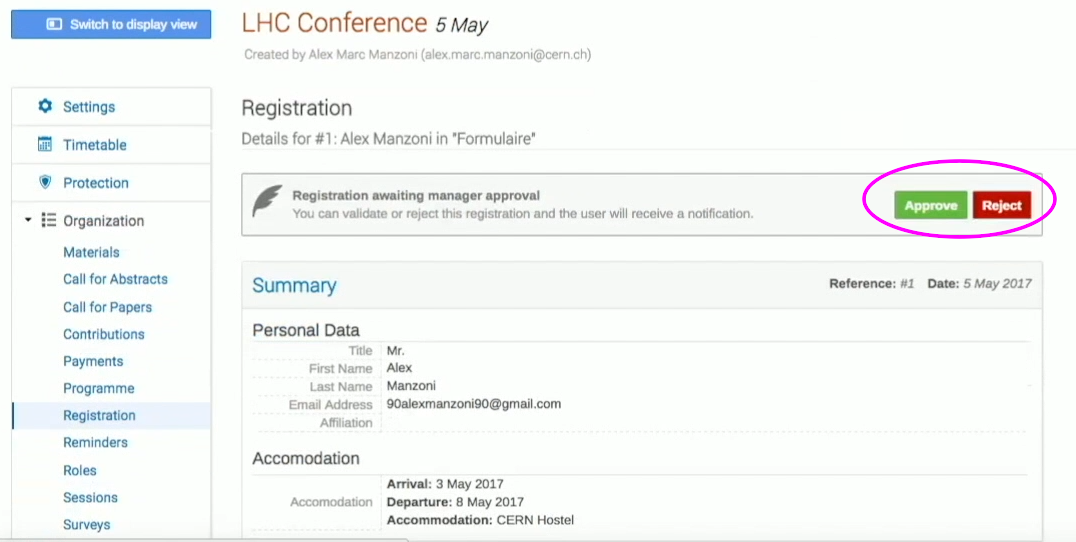 Switch to display view
LHC Conference 5 May
Created by Alex Marc Manzoni (alex.marc.manzoni@cern.ch)
Settings
Timetable
Protection
Organization
Materials
Call for Abstracts
Call for Papers
Contributions
Payments
Programme
Registration
Reminders
Roles
Sessions
Surveys
Registration
Details for #1: Alex Manzoni in "Formulaire"
Registration awaiting manager approval
You can validate or reject this registration and the user will receive a notification.
Approve Reject
Summary Reference: #1 Date: 5 May 2017
Personal Data
Title Mr.
First Name Alex
Last Name Manzoni
Email Address 90alexmanzoni90@gmail.com
Affiliation
Accomodation
Arrival: 3 May 2017
Accomodation Departure: 8 May 2017
Accommodation: CERN Hostel